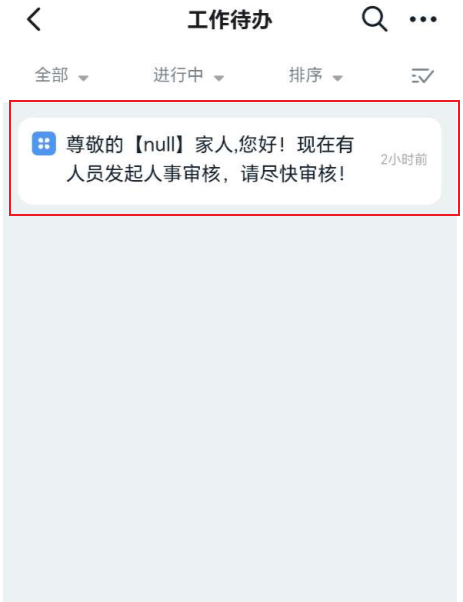 工作待办
全部 进行中 排序
尊敬的【null】家人,您好！现在有
人员发起人事审核，请尽快审核！
2小时前